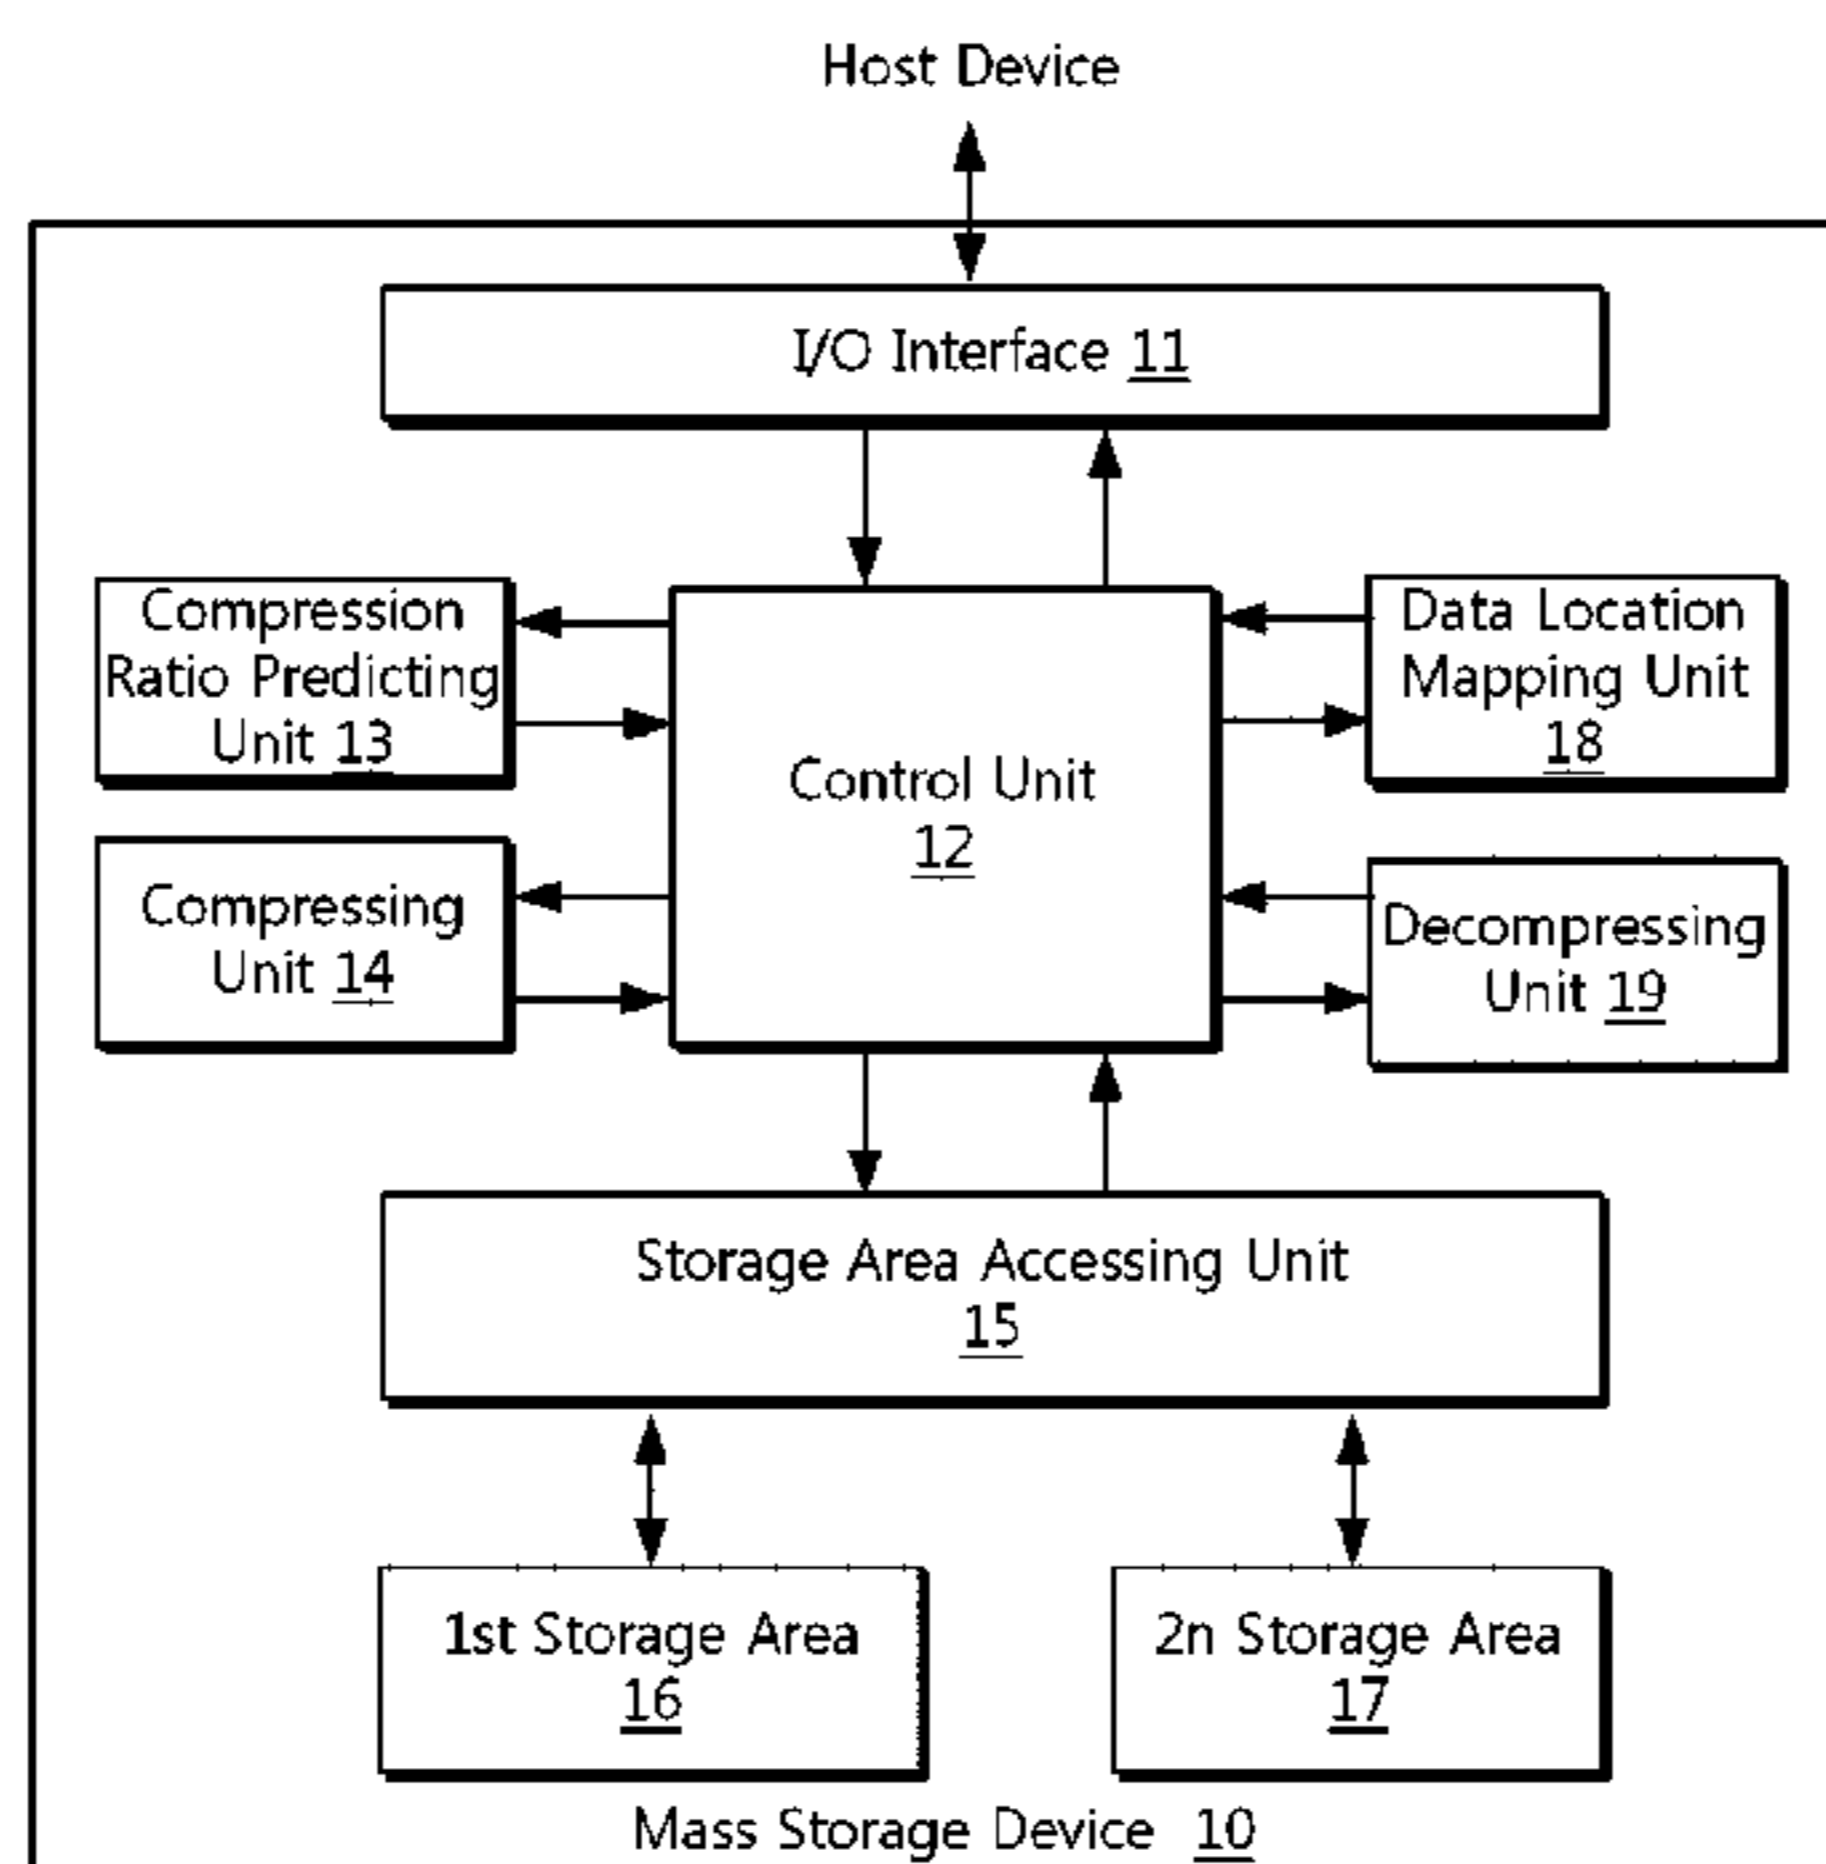 Host Device
I/O Interface 11
Compression
Ratio Predicting
Unit 13
Data Location
Mapping Unit
18
Control Unit
12
Compressing
Unit 14
Decompressing
Unit 19
Storage Area Accessing Unit
15
1st Storage Area
16
2n Storage Area
17
Mass Storage Device 10